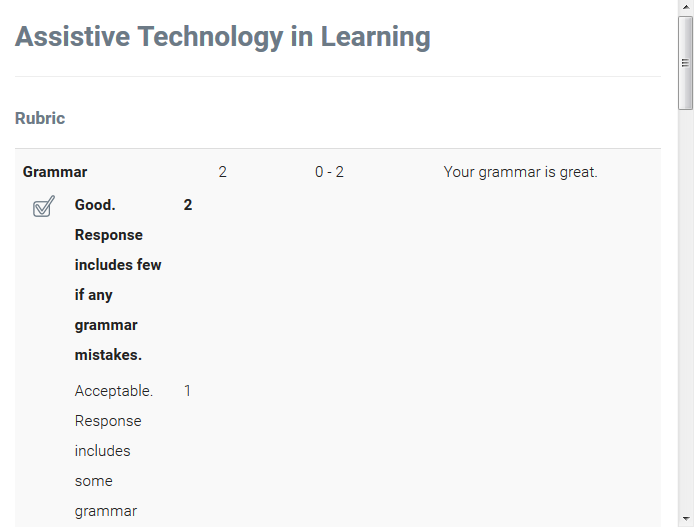 Assistive Technology in Learning
Rubric
Grammar 2 0 - 2 Your grammar is great.
Good. 2
Response
includes few
if any
grammar
mistakes.
Acceptable. 1
Response
includes
some
grammar